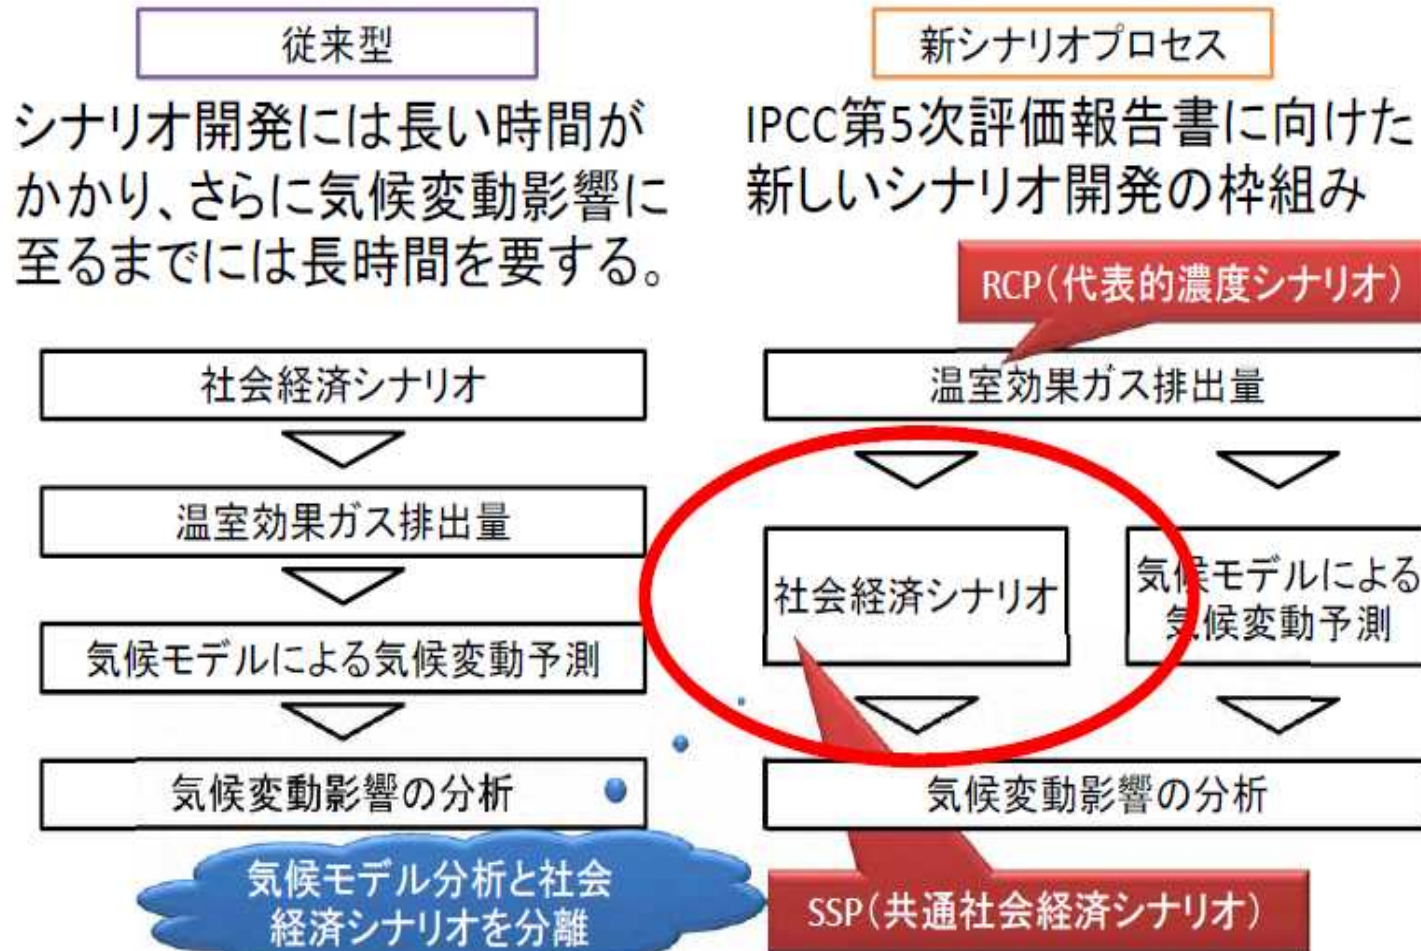 従来型
シナリオ開発には長い時間が
かかり、さらに気候変動影響に
至るまでには長時間を要する。
社会経済シナリオ
温室効果ガス排出量
気候モデルによる気候変動予測
気候変動影響の分析
気候モデル分析と社会
経済シナリオを分離
新シナリオプロセス
IPCC第5次評価報告書に向けた
新しいシナリオ開発の枠組み
RCP(代表的濃度シナリオ)
温室効果ガス排出量
社会経済シナリオ
気候モデルによる
気候変動予測
気候変動影響の分析
SSP(共通社会経済シナリオ)